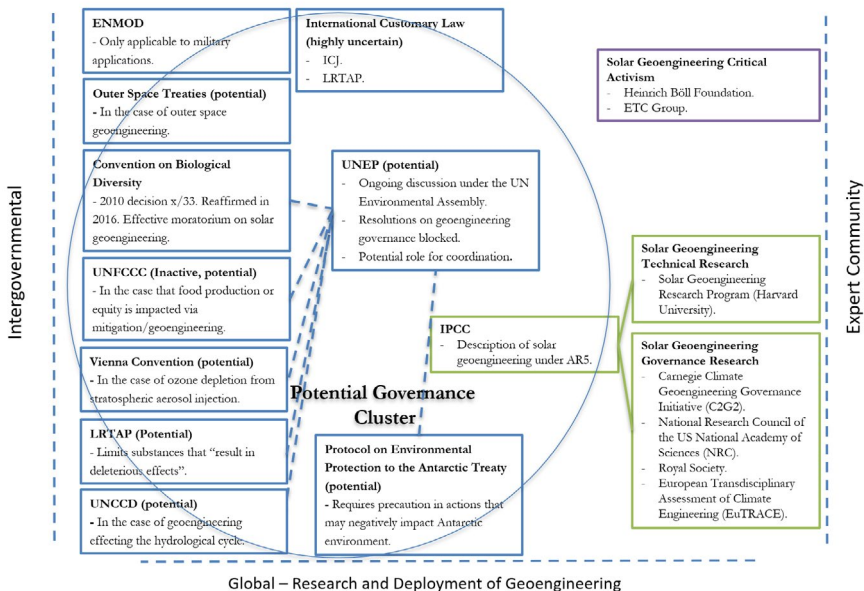 ENMOD
- Only applicable to military
applications.
International Customary Law
(highly uncertain)
- ICJ.
- LRTAP.
Solar Geoengineering Critical
Activism
- Heinrich Böll Foundation.
- ETC Group.
Outer Space Treaties (potential)
- In the case of outer space
geoengineering.
Convention on Biological
Diversity
- 2010 decision x/33. Reaffirmed in
2016. Effective moratorium on solar
geoengineering.
UNEP (potential)
- Ongoing discussion under the UN
Environmental Assembly.
- Resolutions on geoengineering
governance blocked.
- Potential role for coordination.
Intergovernmental
Expert Community
UNFCCC (Inactive, potential)
- In the case that food production or
equity is impacted via
mitigation/geoengineering.
Solar Geoengineering
Technical Research
- Solar Geoengineering
Research Program (Harvard
University).
IPCC
- Description of solar
geoengineering under AR5.
Vienna Convention (potential)
- In the case of ozone depletion from
stratospheric aerosol injection.
Potential Governance
Cluster
Solar Geoengineering
Governance Research
- Carnegie Climate
Geoengineering Governance
Initiative (C2G2).
- National Research Council of
the US National Academy of
Sciences (NRC).
- Royal Society.
- European Transdisciplinary
Assessment of Climate
Engineering (EuTRACE).
LRTAP (Potential)
- Limits substances that “result in
deleterious effects”.
Protocol on Environmental
Protection to the Antarctic Treaty
(potential)
- Requires precaution in actions that
may negatively impact Antarctic
environment.
UNCCD (potential)
- In the case of geoengineering
effecting the hydrological cycle.
Global – Research and Deployment of Geoengineering